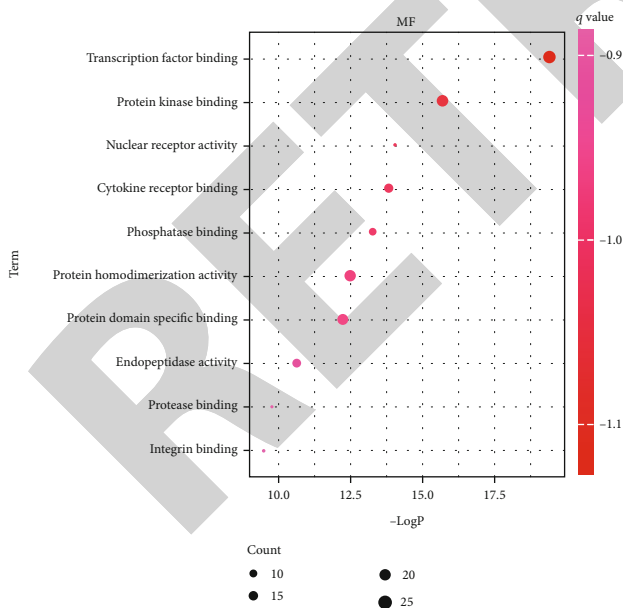 MF
q value
Transcription factor binding
Protein kinase binding
Nuclear receptor activity
Cytokine receptor binding
Phosphatase binding
Protein homodimerization activity
Protein domain specific binding
Endopeptidase activity
Protease binding
Integrin binding
Term
10.0 12.5 15.0 17.5
–LogP
–0.9
–1.0
–1.1
Count
10 20
15 25
RET